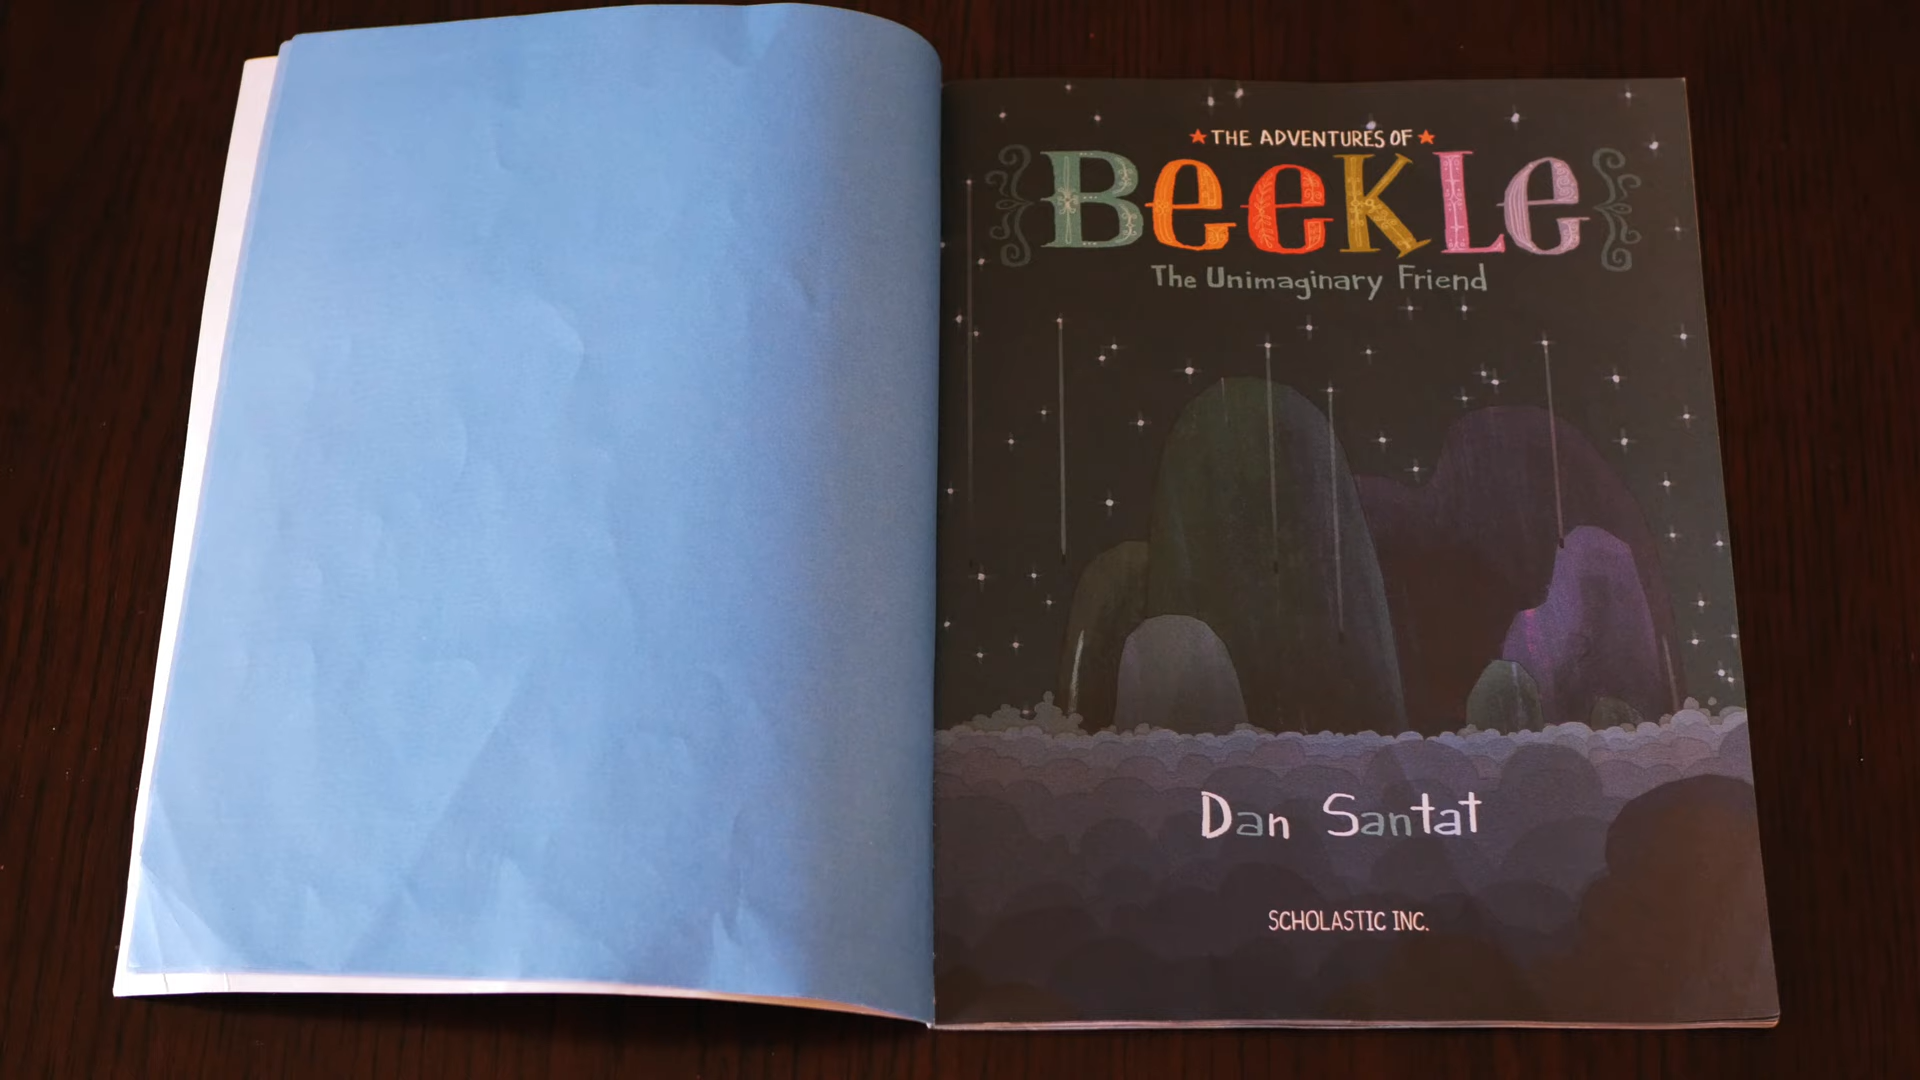 THE ADVENTURES OF
BeeKLe
The Unimaginary Friend
Dan Santat
SCHOLASTIC INC.